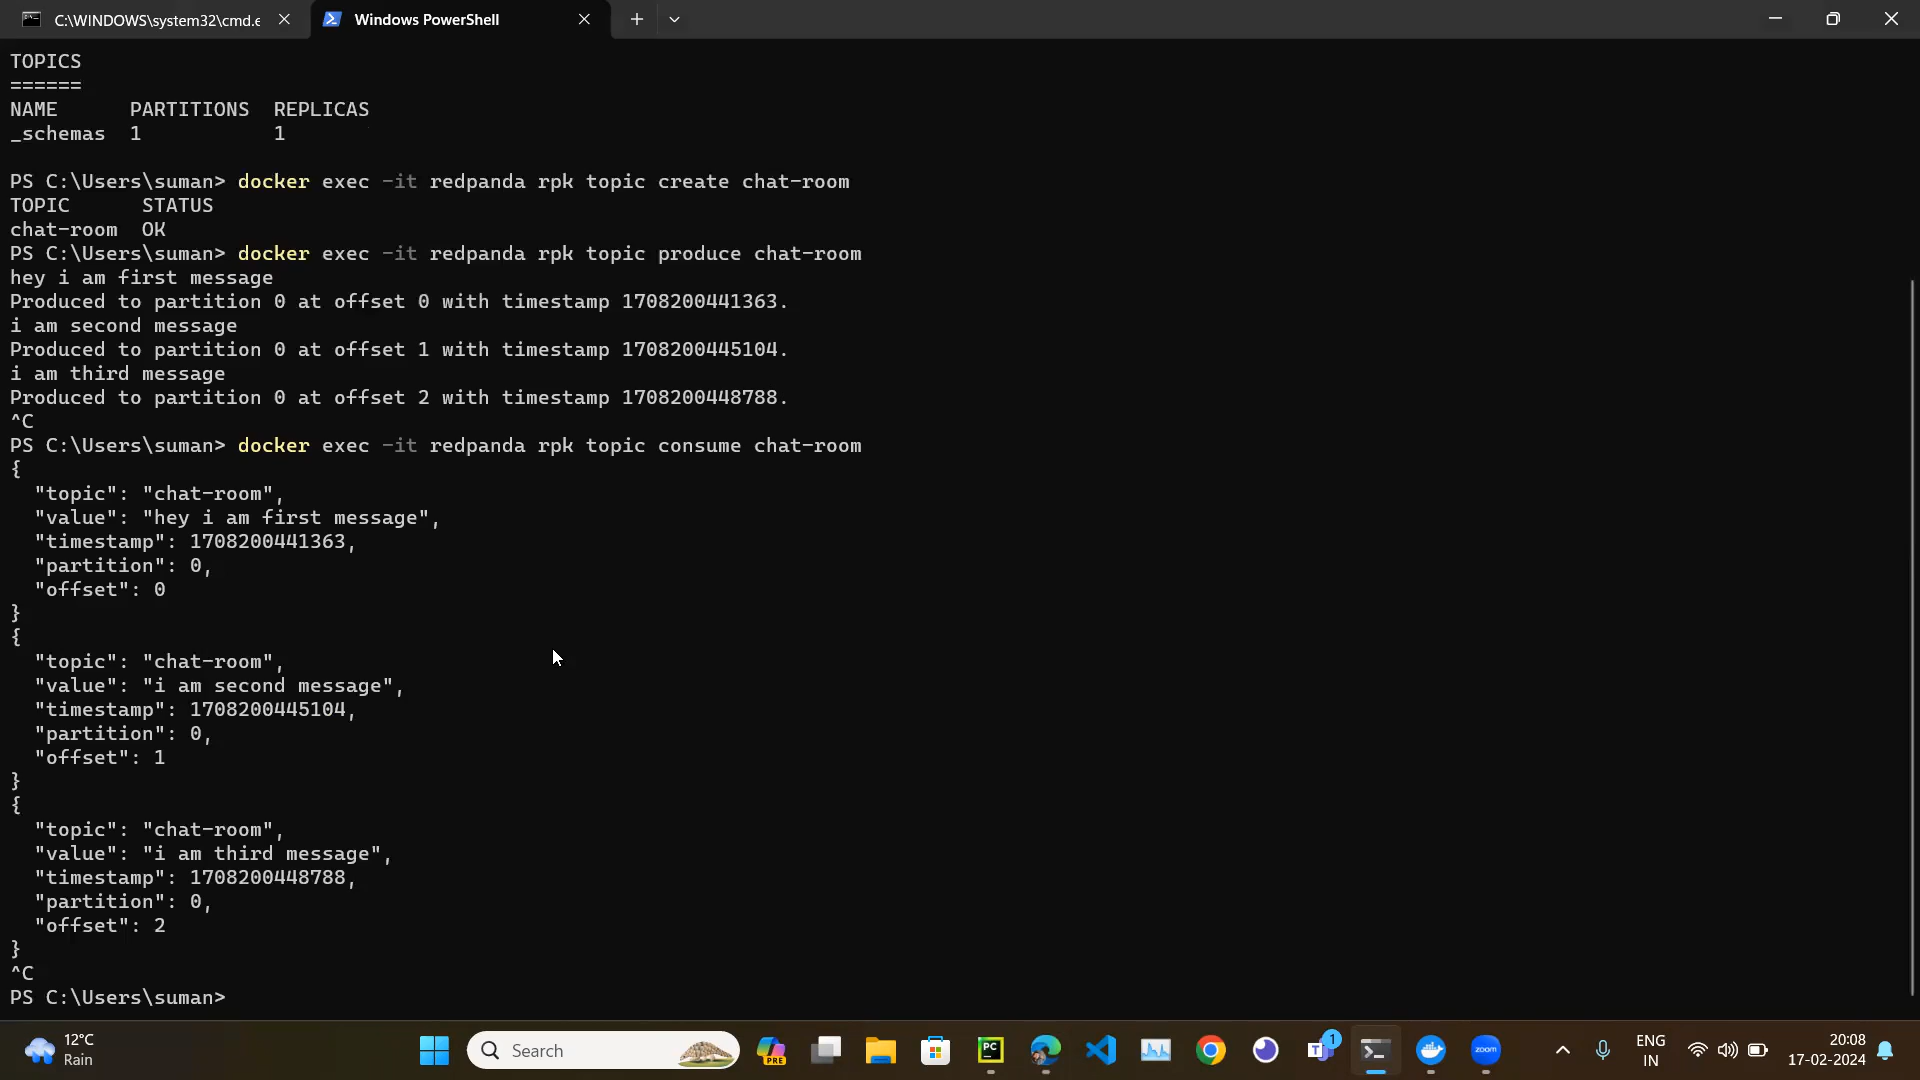 C:\WINDOWS\system32\cmd.e
Windows PowerShell
TOPICS
======
NAME PARTITIONS REPLICAS
_schemas 1 1
PS C:\Users\suman> docker exec -it redpanda rpk topic create chat-room
TOPIC STATUS
chat-room OK
PS C:\Users\suman> docker exec -it redpanda rpk topic produce chat-room
hey i am first message
Produced to partition 0 at offset 0 with timestamp 1708200441363.
i am second message
Produced to partition 0 at offset 1 with timestamp 1708200445104.
i am third message
Produced to partition 0 at offset 2 with timestamp 1708200448788.
^C
PS C:\Users\suman> docker exec -it redpanda rpk topic consume chat-room
{
"topic": "chat-room",
"value": "hey i am first message",
"timestamp": 1708200441363,
"partition": 0,
"offset": 0
}
{
"topic": "chat-room",
"value": "i am second message",
"timestamp": 1708200445104,
"partition": 0,
"offset": 1
}
{
"topic": "chat-room",
"value": "i am third message",
"timestamp": 1708200448788,
"partition": 0,
"offset": 2
}
^C
PS C:\Users\suman>
12°C
Rain
Search
PRE
PC
1
zoom
ENG
IN
20:08
17-02-2024